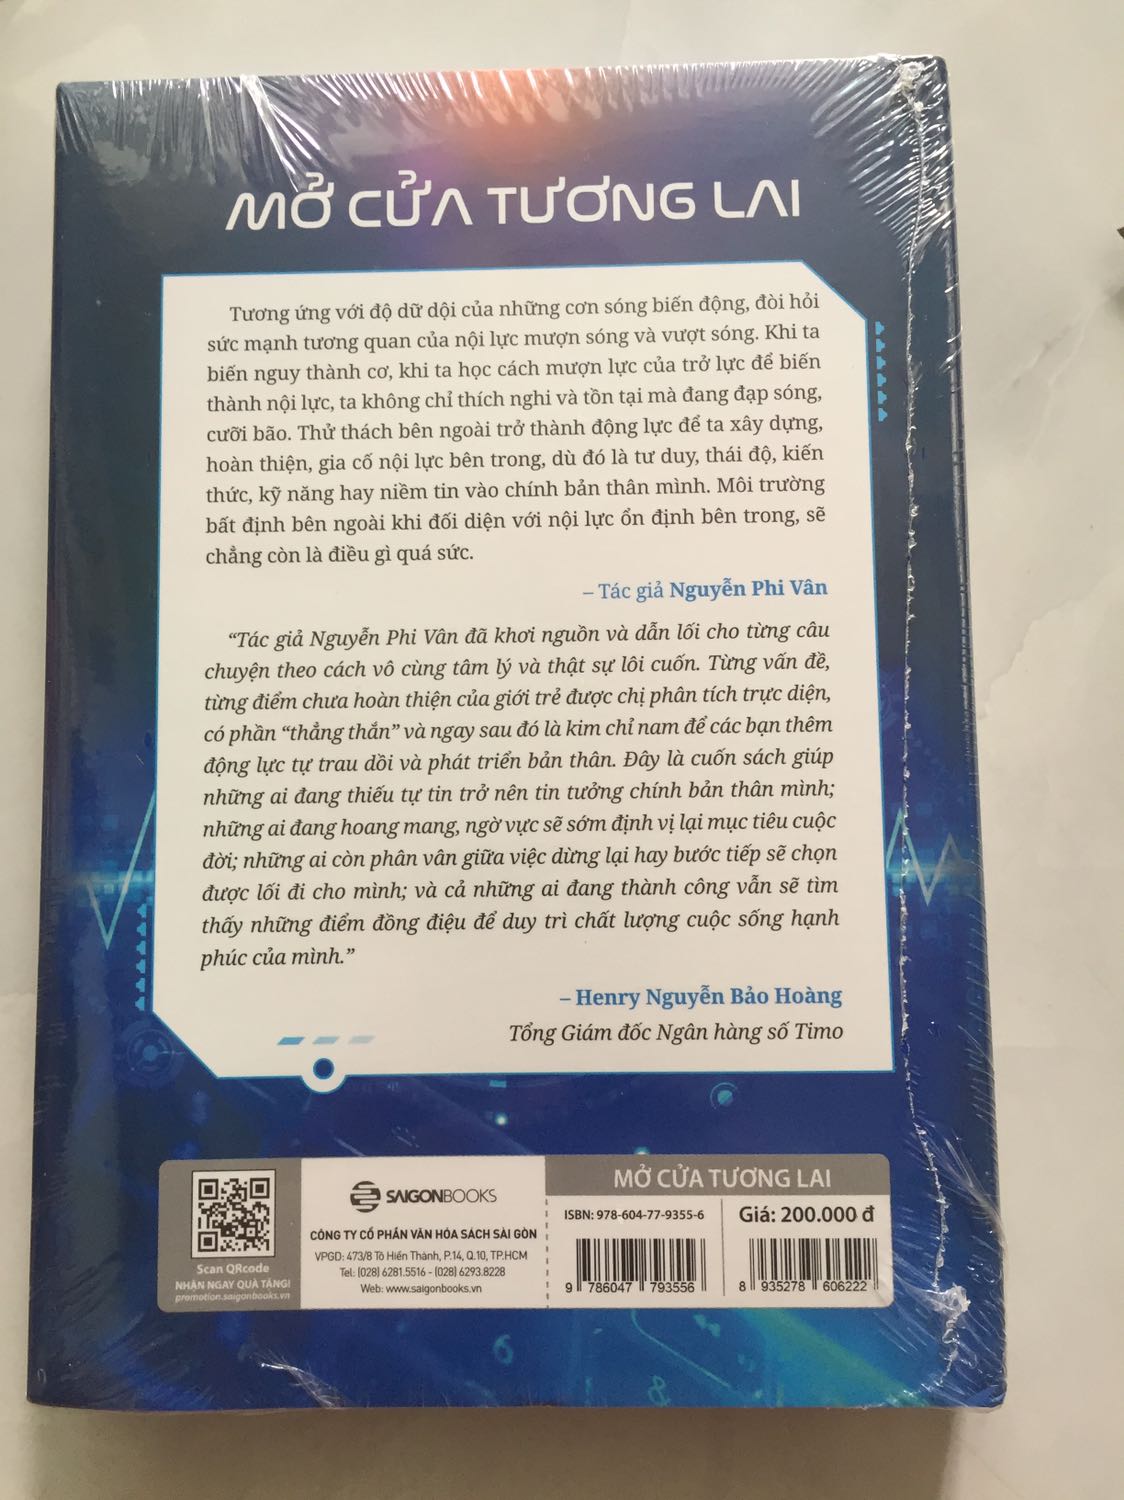 MỞ CỬA TƯƠNG LAI
Tương ứng với độ dữ dội của những cơn sóng biến động, đòi hỏi
sức mạnh tương quan của nội lực mượn sóng và vượt sóng. Khi ta
biến nguy thành cơ, khi ta học cách mượn lực của trở lực để biến
thành nội lực, ta không chỉ thích nghi và tồn tại mà đang đạp sóng,
cưỡi bão. Thử thách bên ngoài trở thành động lực để ta xây dựng,
hoàn thiện, gia cố nội lực bên trong, dù đó là tư duy, thái độ, kiến
thức, kỹ năng hay niềm tin vào chính bản thân mình. Môi trường
bất định bên ngoài khi đối diện với nội lực ổn định bên trong, sẽ
chẳng còn là điều gì quá sức.
– Tác giả Nguyễn Phi Vân
“Tác giả Nguyễn Phi Vân đã khơi nguồn và dẫn lối cho từng câu
chuyện theo cách vô cùng tâm lý và thật sự lôi cuốn. Từng vấn đề,
từng điểm chưa hoàn thiện của giới trẻ được chị phân tích trực diện,
có phần “thẳng thắn” và ngay sau đó là kim chỉ nam để các bạn thêm
động lực tự trau dồi và phát triển bản thân. Đây là cuốn sách giúp
những ai đang thiếu tự tin trở nên tin tưởng chính bản thân mình;
những ai đang hoang mang, ngờ vực sẽ sớm định vị lại mục tiêu cuộc
đời; những ai còn phân vân giữa việc dừng lại hay bước tiếp sẽ chọn
được lối đi cho mình; và cả những ai đang thành công vẫn sẽ tìm
thấy những điểm đồng điệu để duy trì chất lượng cuộc sống hạnh
phúc của mình.”
– Henry Nguyễn Bảo Hoàng
Tổng Giám đốc Ngân hàng số Timo
Scan QRcode
NHẬN NGAY QUÀ TẶNG!
promotion.saigonbooks.vn
SAIGONBOOKS
CÔNG TY CỔ PHẦN VĂN HÓA SÁCH SÀI GÒN
VPGD: 473/8 Tô Hiến Thành, P.14, Q.10, TP.HCM
Tel: (028) 6281.5516 - (028) 6293.8228
Web: www.saigonbooks.vn
MỞ CỬA TƯƠNG LAI
ISBN: 978-604-77-9355-6
Giá: 200.000 đ
9 786047 793556
8 935278 606222
6
8